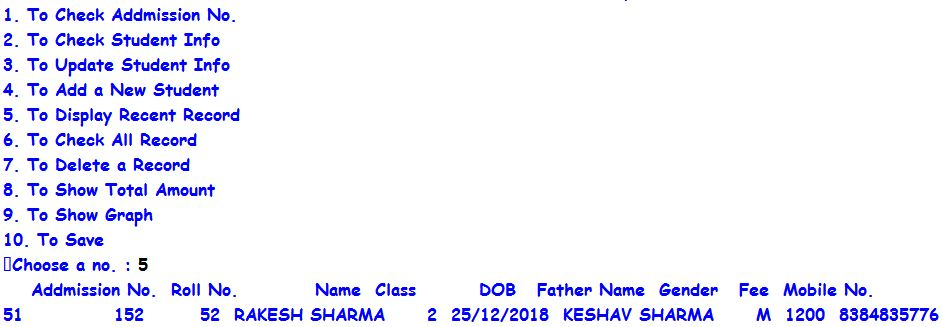 1. To Check Addmission No.
2. To Check Student Info
3. To Update Student Info
4. To Add a New Student
5. To Display Recent Record
6. To Check All Record
7. To Delete a Record
8. To Show Total Amount
9. To Show Graph
10. To Save
▯Choose a no. : 5
Addmission No. Roll No. Name Class DOB Father Name Gender Fee Mobile No.
51 152 52 RAKESH SHARMA 2 25/12/2018 KESHAV SHARMA M 1200 8384835776